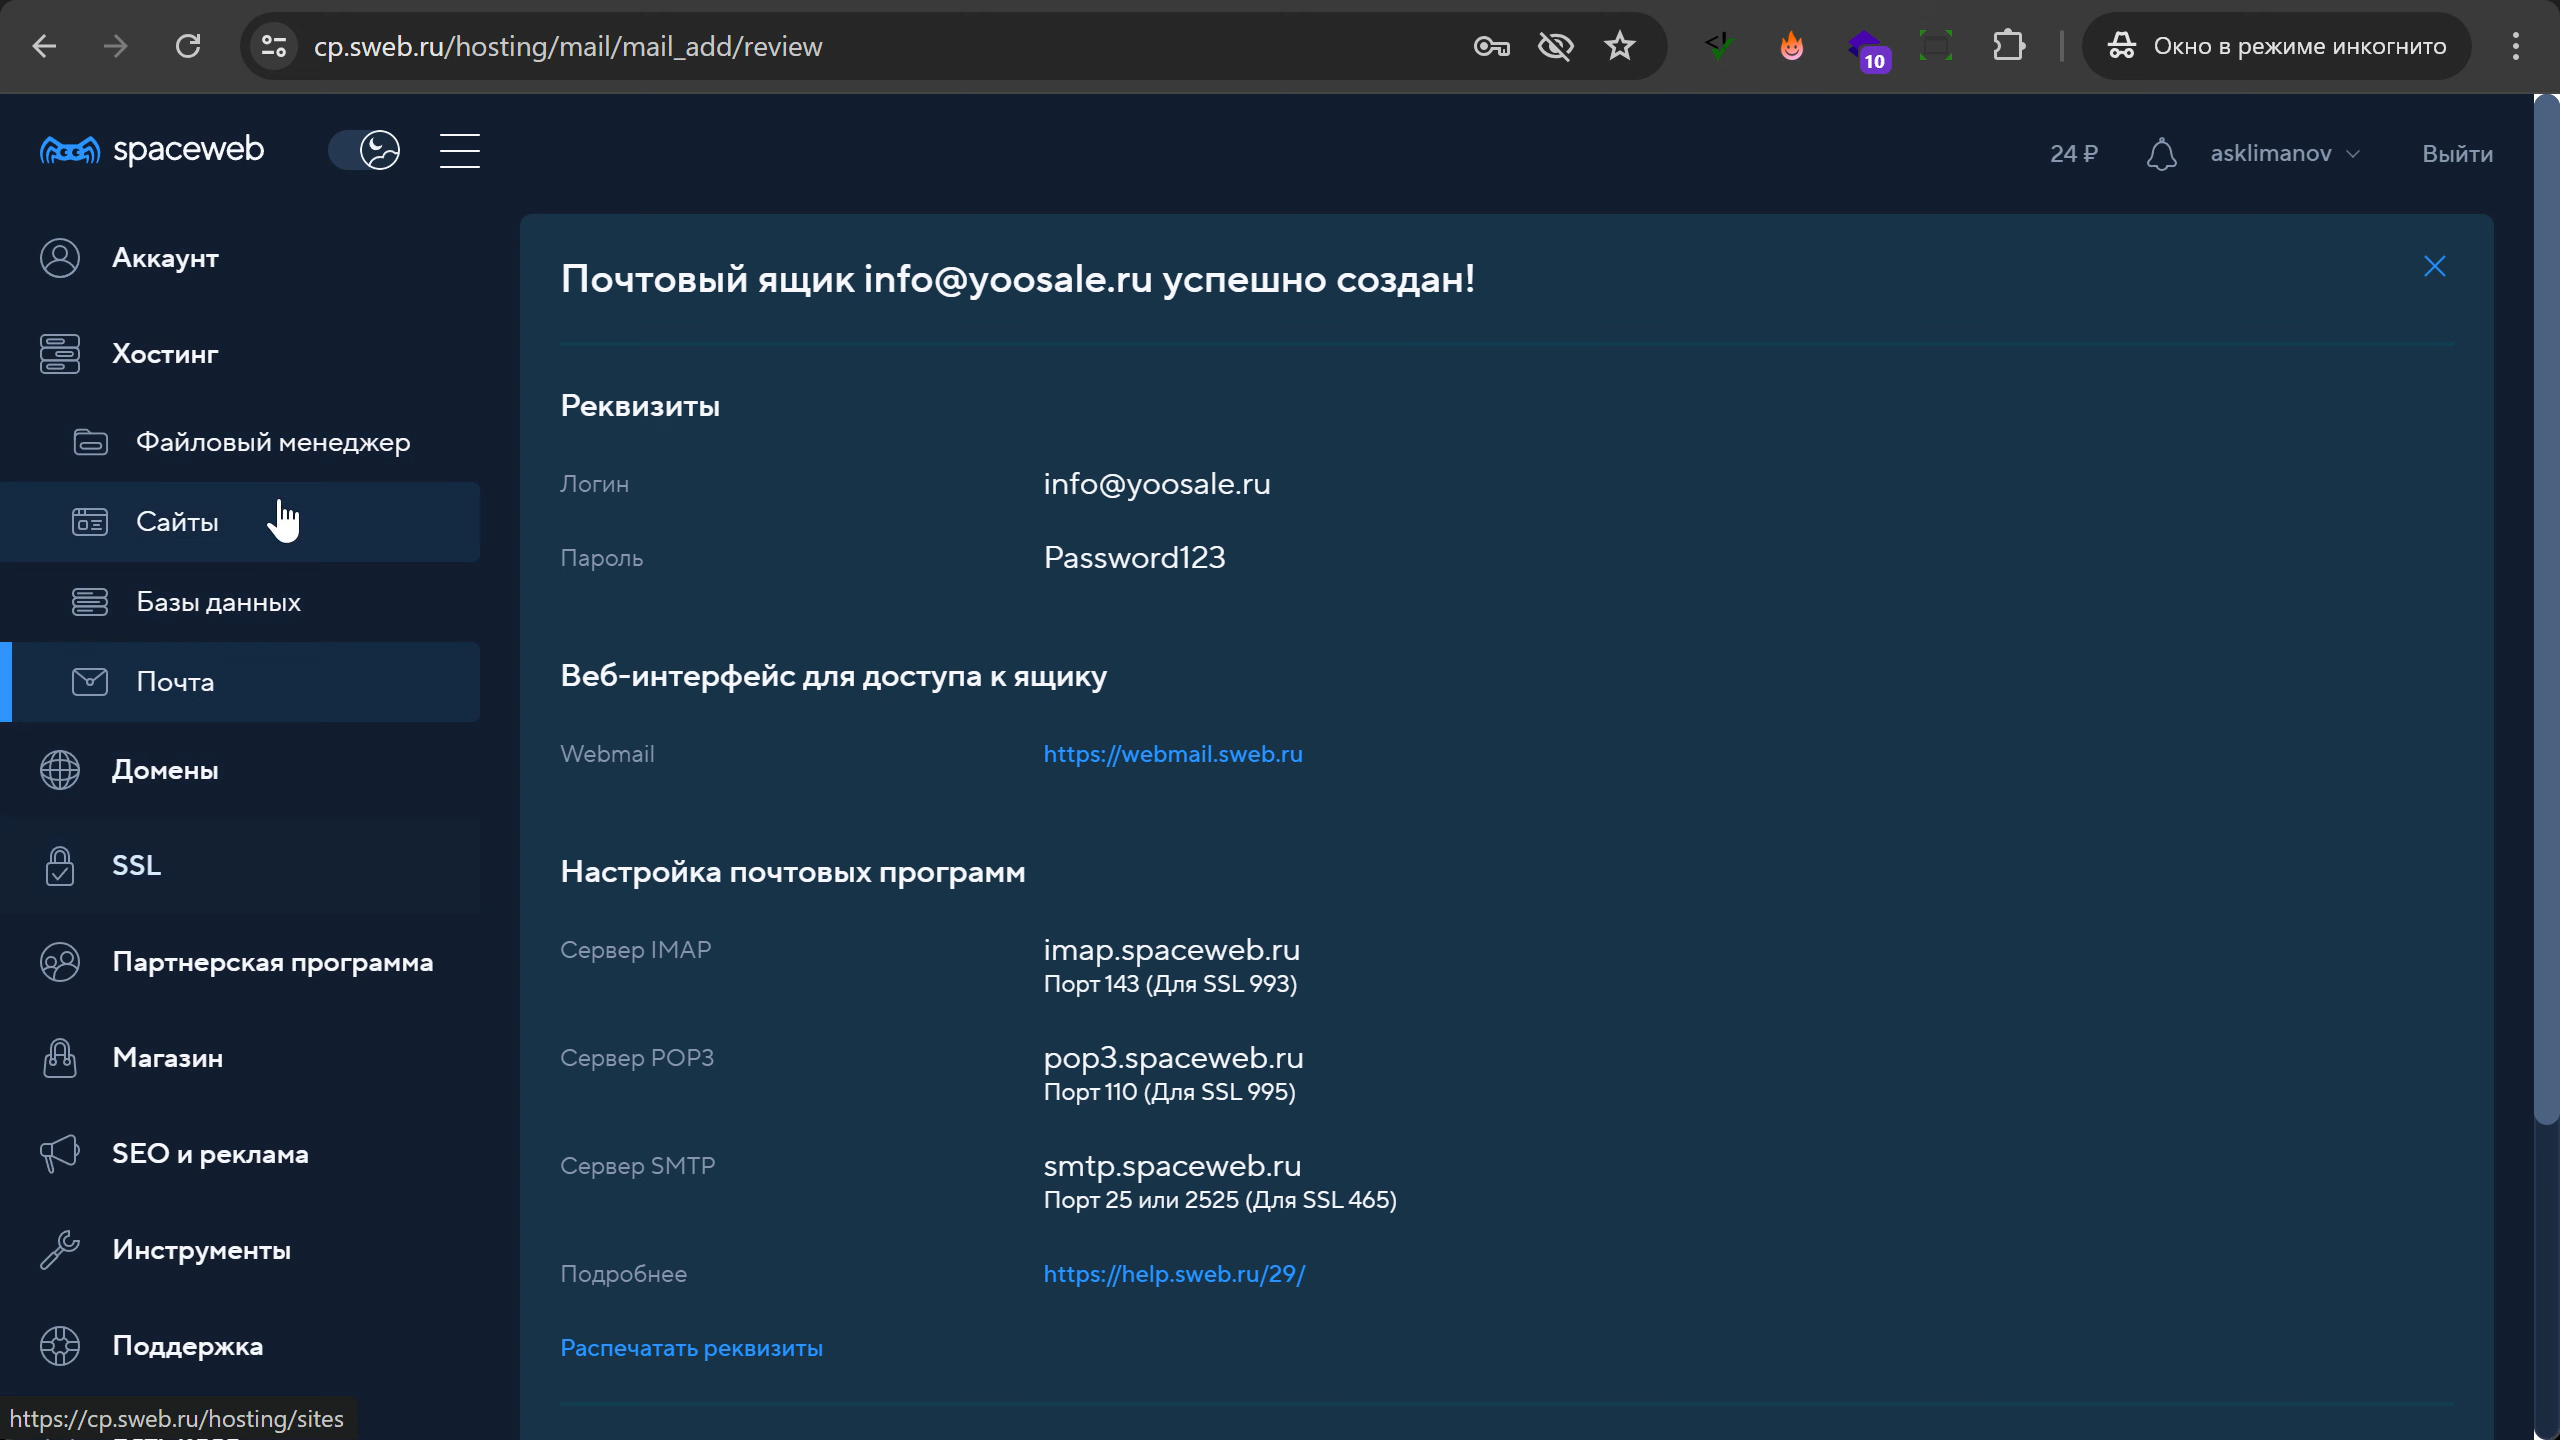 cp.sweb.ru/hosting/mail/mail_add/review
10
Окно в режиме инкогнито
spaceweb
24 ₽
asklimanov
Выйти
Аккаунт
Хостинг
Файловый менеджер
Сайты
Базы данных
Почта
Домены
SSL
Партнерская программа
Магазин
SEO и реклама
Инструменты
Поддержка
https://cp.sweb.ru/hosting/sites
Почтовый ящик info@yoosale.ru успешно создан!
Реквизиты
Логин info@yoosale.ru
Пароль Password123
Веб-интерфейс для доступа к ящику
Webmail https://webmail.sweb.ru
Настройка почтовых программ
Сервер IMAP imap.spaceweb.ru
Порт 143 (Для SSL 993)
Сервер POP3 pop3.spaceweb.ru
Порт 110 (Для SSL 995)
Сервер SMTP smtp.spaceweb.ru
Порт 25 или 2525 (Для SSL 465)
Подробнее https://help.sweb.ru/29/
Распечатать реквизиты